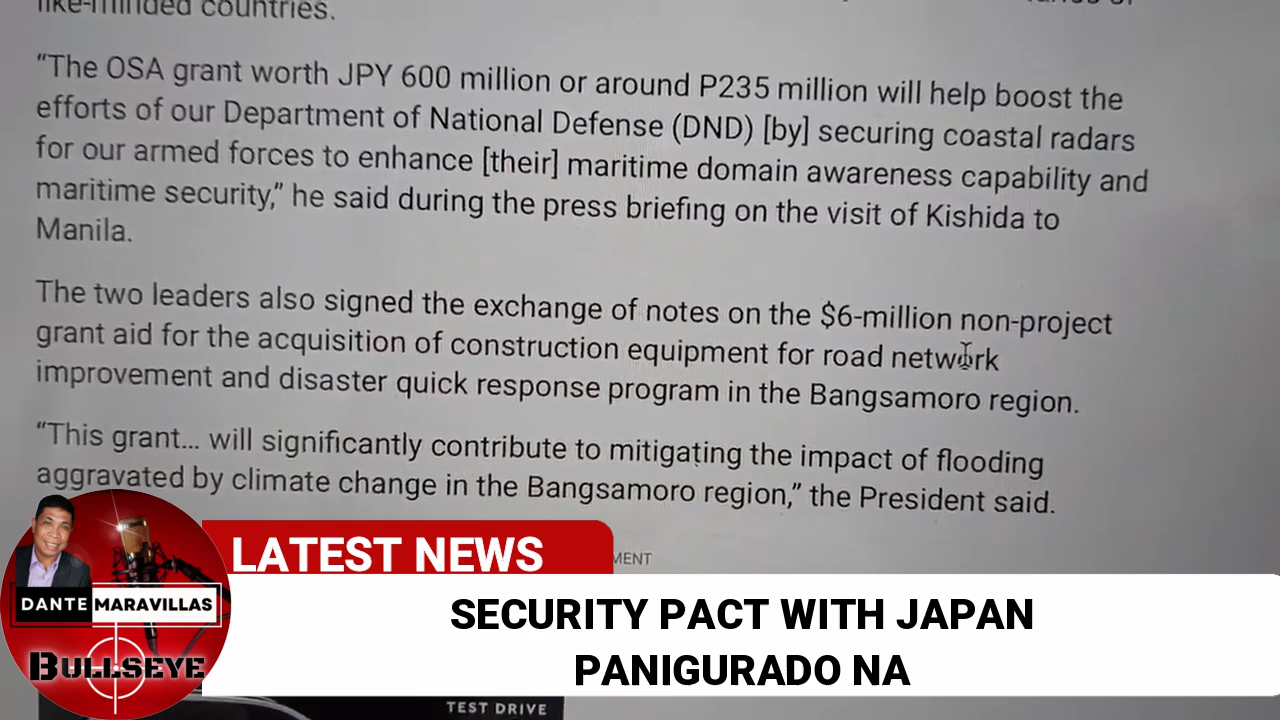 like-minded countries.
“The OSA grant worth JPY 600 million or around P235 million will help boost the
efforts of our Department of National Defense (DND) [by] securing coastal radars
for our armed forces to enhance [their] maritime domain awareness capability and
maritime security,” he said during the press briefing on the visit of Kishida to
Manila.
The two leaders also signed the exchange of notes on the $6-million non-project
grant aid for the acquisition of construction equipment for road network
improvement and disaster quick response program in the Bangsamoro region.
“This grant... will significantly contribute to mitigating the impact of flooding
aggravated by climate change in the Bangsamoro region,” the President said.
LATEST NEWS
MENT
SECURITY PACT WITH JAPAN
PANIGURADO NA
DANTE MARAVILLAS
BULLSEYE
TEST DRIVE